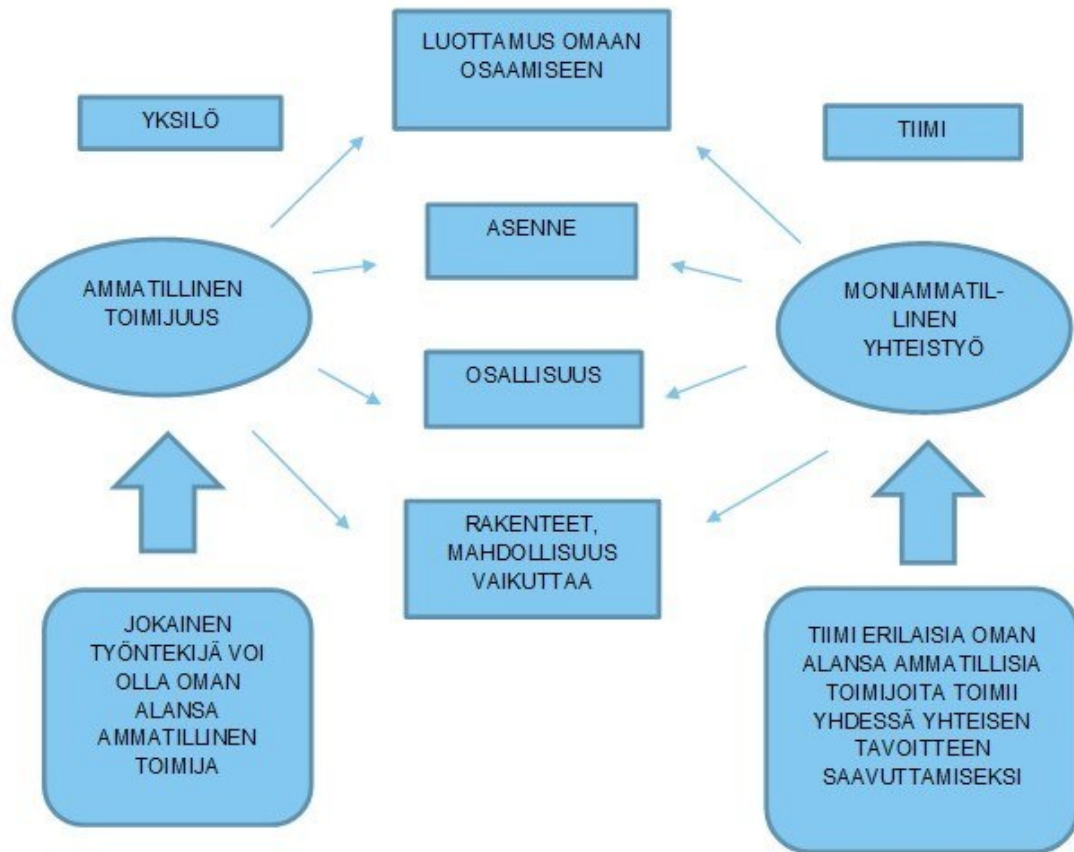 LUOTTAMUS OMAAN
OSAAMISEEN
YKSILÖ
TIIMI
ASENNE
AMMATILLINEN
TOIMIJUUS
MONIAMMATIL-
LINEN
YHTEISTYÖ
OSALLISUUS
RAKENTEET,
MAHDOLLISUUS
VAIKUTTAA
JOKAINEN
TYÖNTEKIJÄ VOI
OLLA OMAN
ALANSA
AMMATILLINEN
TOIMIJA
TIIMI ERILAISIA OMAN
ALANSA AMMATILLISIA
TOIMIJOITA TOIMII
YHDESSÄ YHTEISEN
TAVOITTEEN
SAAVUTTAMISEKSI